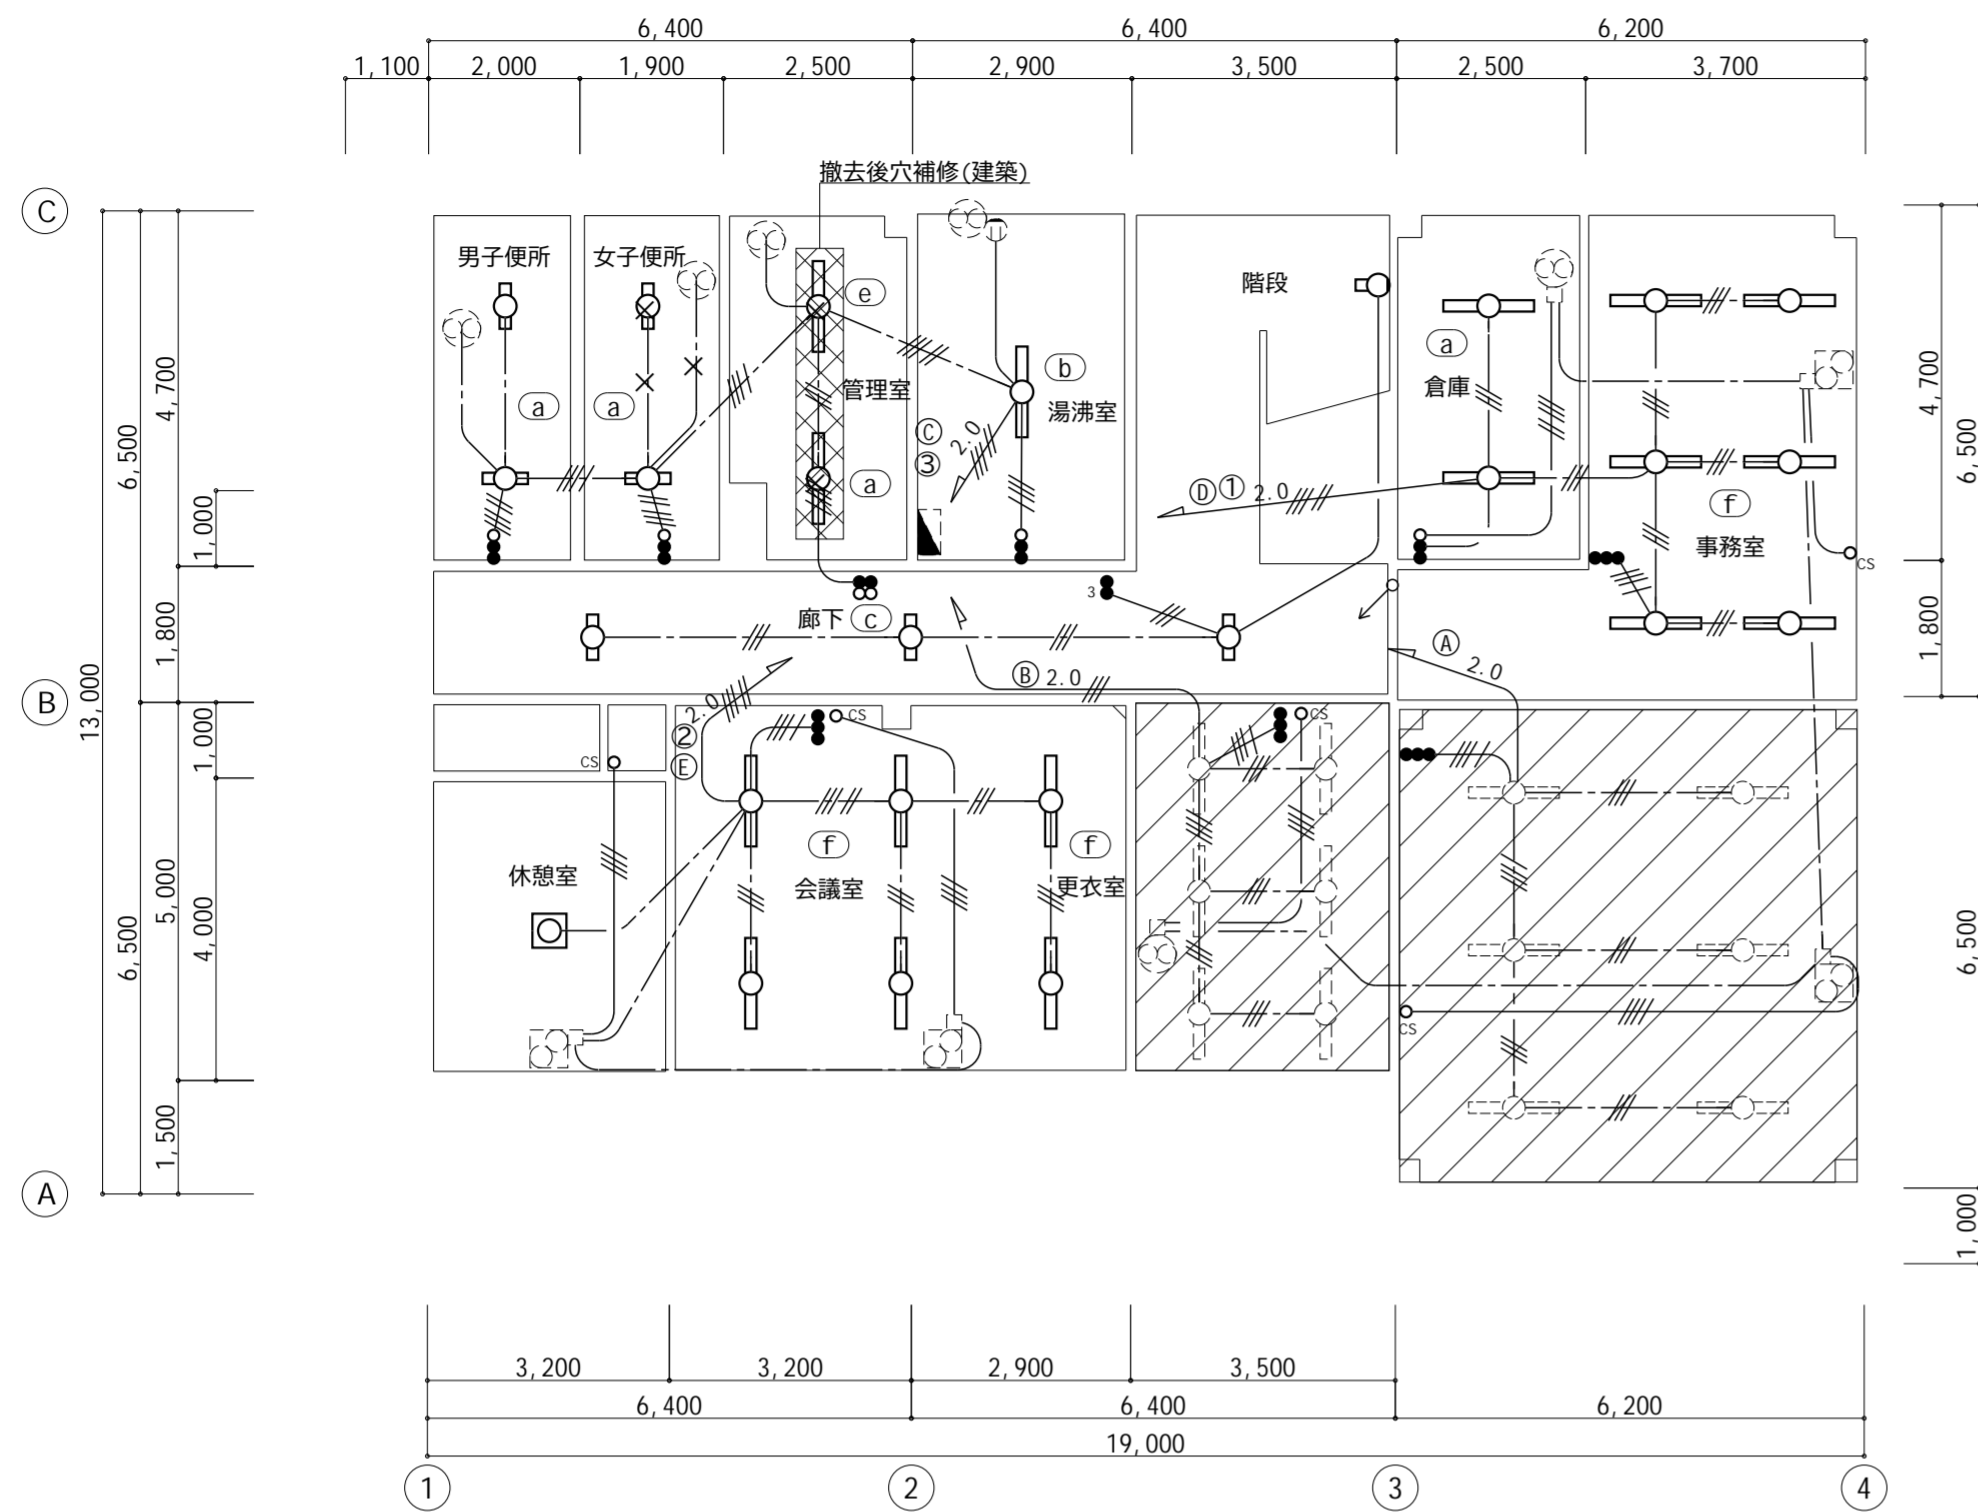 6,400
6,400
6,200
1,100
2,000
1,900
2,500
2,900
3,500
2,500
3,700
撤去後穴補修(建築)
C
男子便所
女子便所
e
階段
a
倉庫
管理室
b
湯沸室
a
a
C
③
2.0
a
D
① 2.0
f
事務室
CS
3
廊下
c
A
2.0
B
2.0
4,700
6,500
1,000
1,800
13,000
B
1,000
5,000
6,500
4,000
1,500
A
4,700
6,500
1,800
6,500
1,000
2.0
②
E
CS
CS
CS
休憩室
f
会議室
f
更衣室
CS
3,200
3,200
2,900
3,500
6,400
6,400
6,200
19,000
1
2
3
4